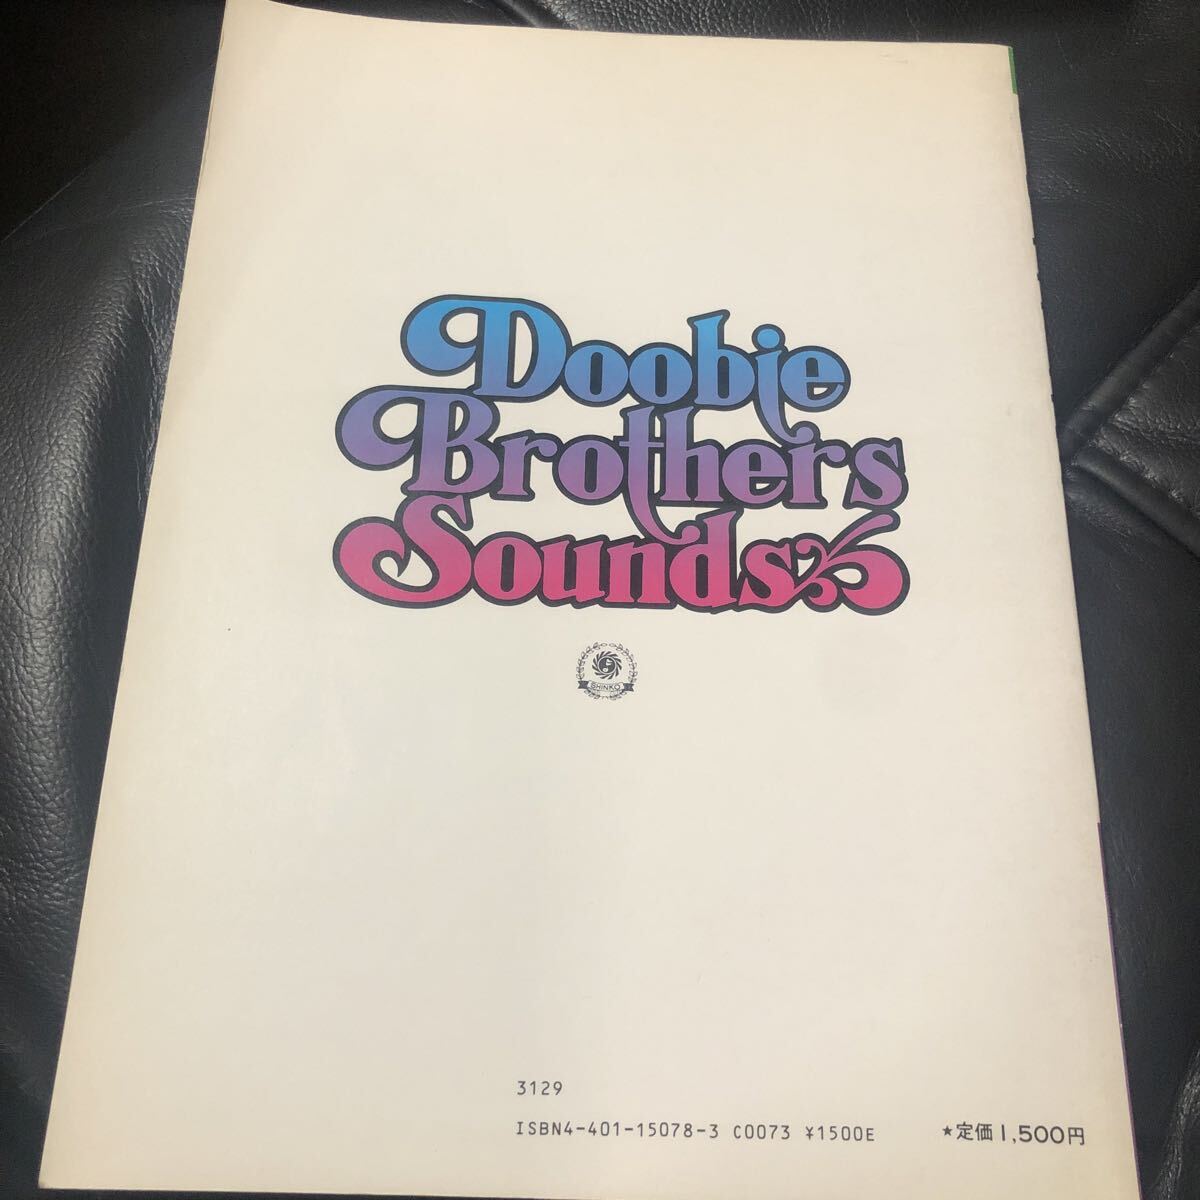 Doobie
Brothers
Sounds
SHINKO
3129
ISBN4-401-15078-3 C0073 ¥1500E
★定価1,500円